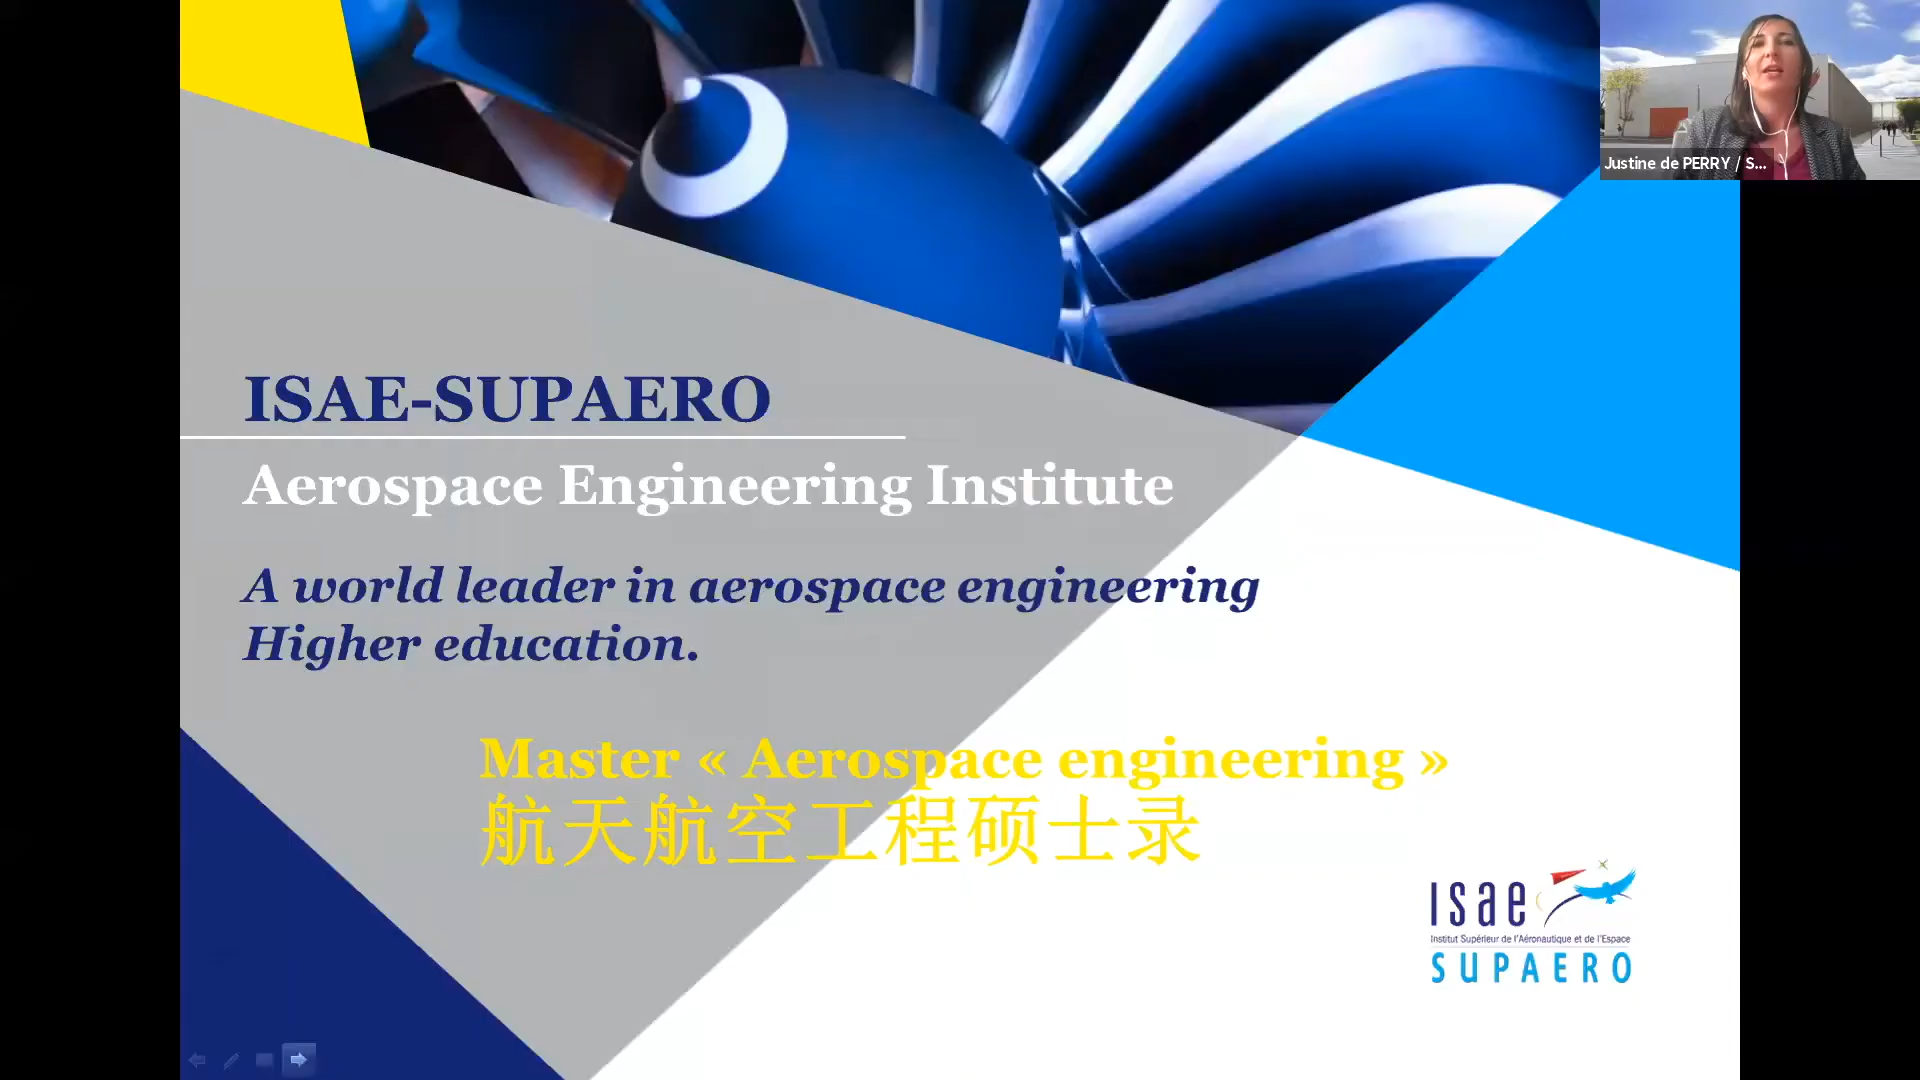 Justine de PERRY / S...
ISAE-SUPAERO
Aerospace Engineering Institute
A world leader in aerospace engineering
Higher education.
Master « Aerospace engineering »
航天航空工程硕士录
isae
Institut Supérieur de l'Aéronautique et de l'Espace
SUPAERO